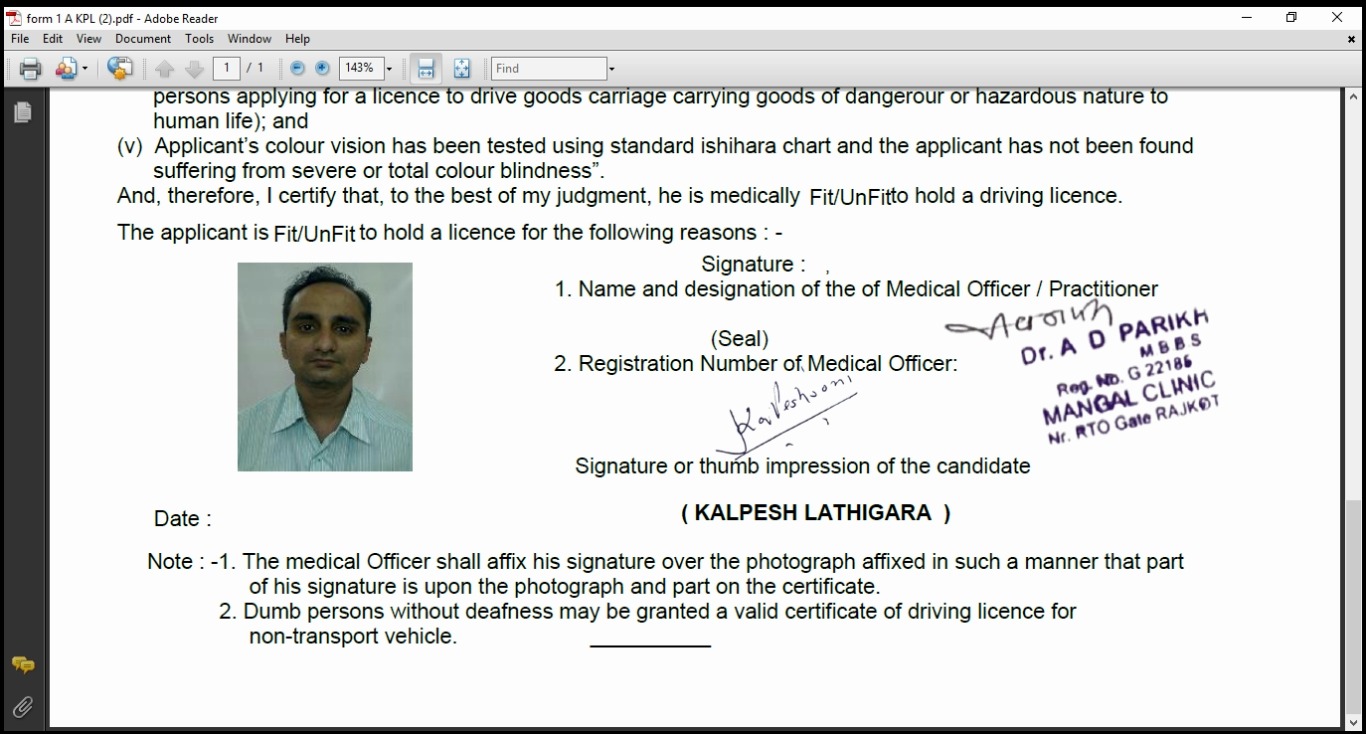 form 1 A KPL (2).pdf - Adobe Reader
File Edit View Document Tools Window Help
1 / 1 143% Find
persons applying for a licence to drive goods carriage carrying goods of dangerour or hazardous nature to
human life); and
(v) Applicant's colour vision has been tested using standard ishihara chart and the applicant has not been found
suffering from severe or total colour blindness”.
And, therefore, I certify that, to the best of my judgment, he is medically Fit/UnFitto hold a driving licence.
The applicant is Fit/UnFit to hold a licence for the following reasons : -
Signature :
1. Name and designation of the of Medical Officer / Practitioner
(Seal)
Dr. A D PARIKH
M B B S
2. Registration Number of Medical Officer:
Reg. No. G 22186
MANGAL CLINIC
Nr. RTO Gate RAJKOT
Signature or thumb impression of the candidate
( KALPESH LATHIGARA )
Date :
Note : -1. The medical Officer shall affix his signature over the photograph affixed in such a manner that part
of his signature is upon the photograph and part on the certificate.
2. Dumb persons without deafness may be granted a valid certificate of driving licence for
non-transport vehicle.